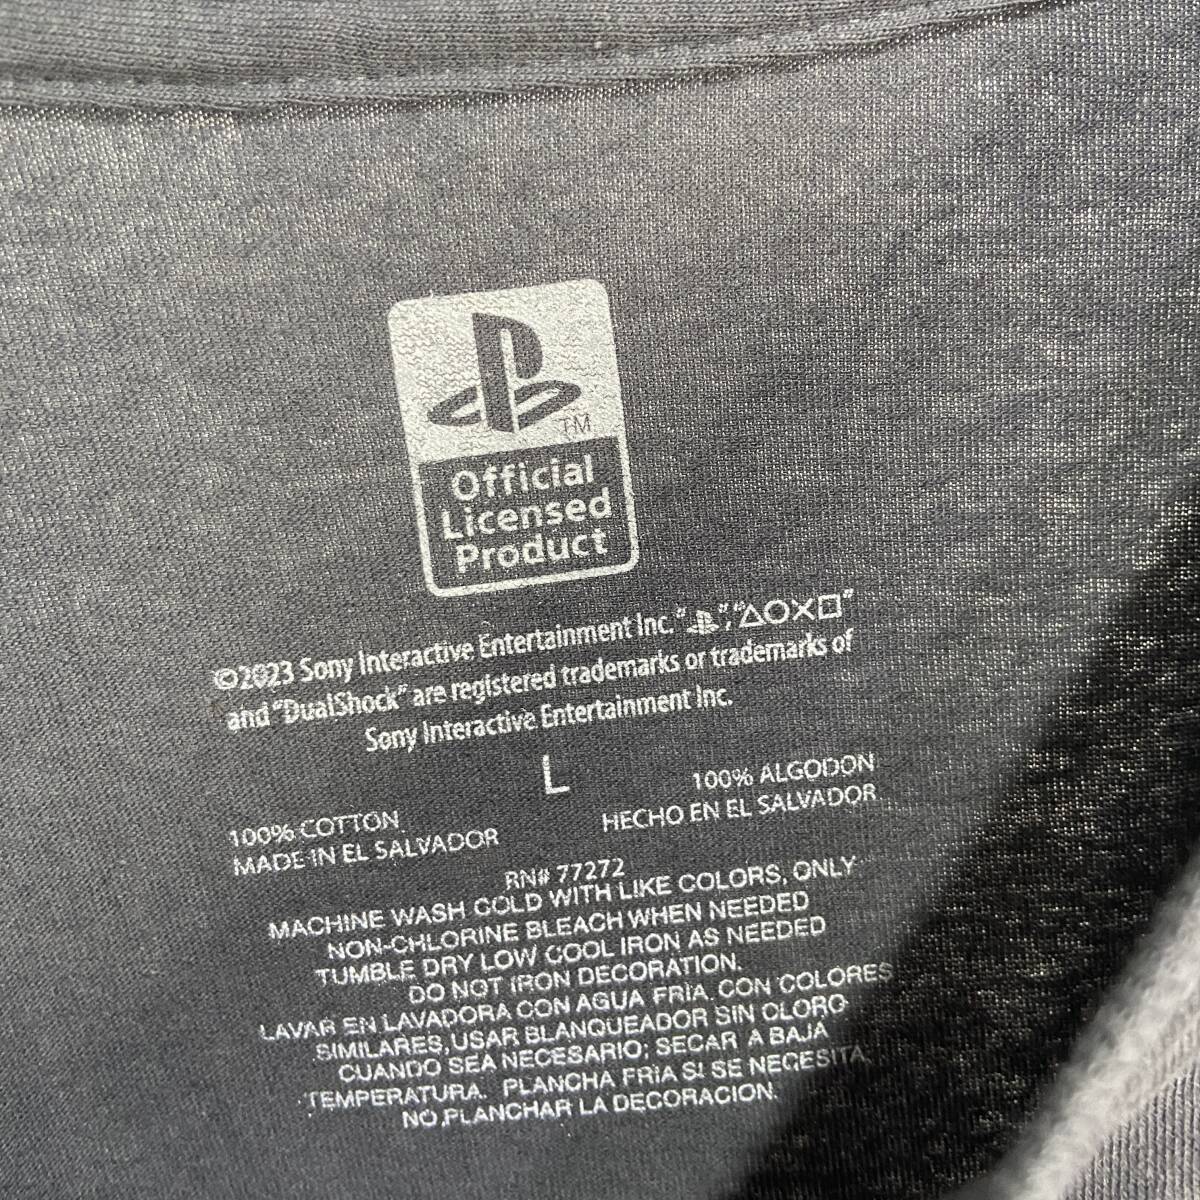 TM
Official
Licensed
Product
©2023 Sony Interactive Entertainment Inc. "", "△○✕□"
and "DualShock" are registered trademarks or trademarks of
Sony Interactive Entertainment Inc.
L
100% COTTON
MADE IN EL SALVADOR
100% ALGODON
HECHO EN EL SALVADOR
RN# 77272
MACHINE WASH COLD WITH LIKE COLORS, ONLY
NON-CHLORINE BLEACH WHEN NEEDED
TUMBLE DRY LOW COOL IRON AS NEEDED
DO NOT IRON DECORATION.
LAVAR EN LAVADORA CON AGUA FRIA. CON COLORES
SIMILARES, USAR BLANQUEADOR SIN CLORO
CUANDO SEA NECESARIO; SECAR A BAJA
TEMPERATURA. PLANCHA FRIA SI SE NECESITA.
NO PLANCHAR LA DECORACION.